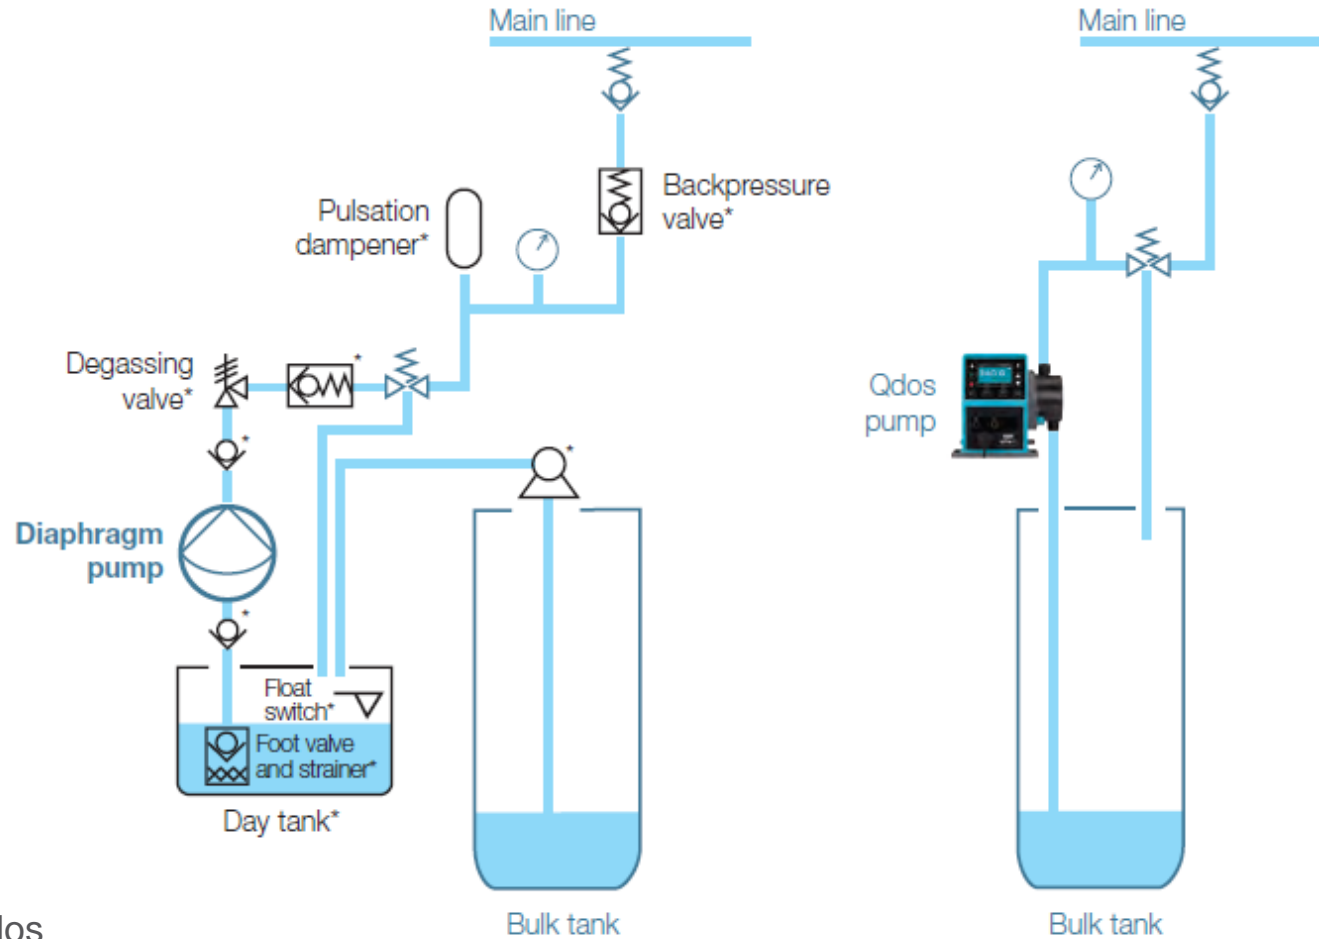 Main line
Main line
Backpressure
valve*
Pulsation
dampener*
Degassing
valve*
*
*
*
*
Qdos
pump
Diaphragm
pump
*
Float
switch*
Foot valve
and strainer*
Day tank*
Bulk tank
Bulk tank